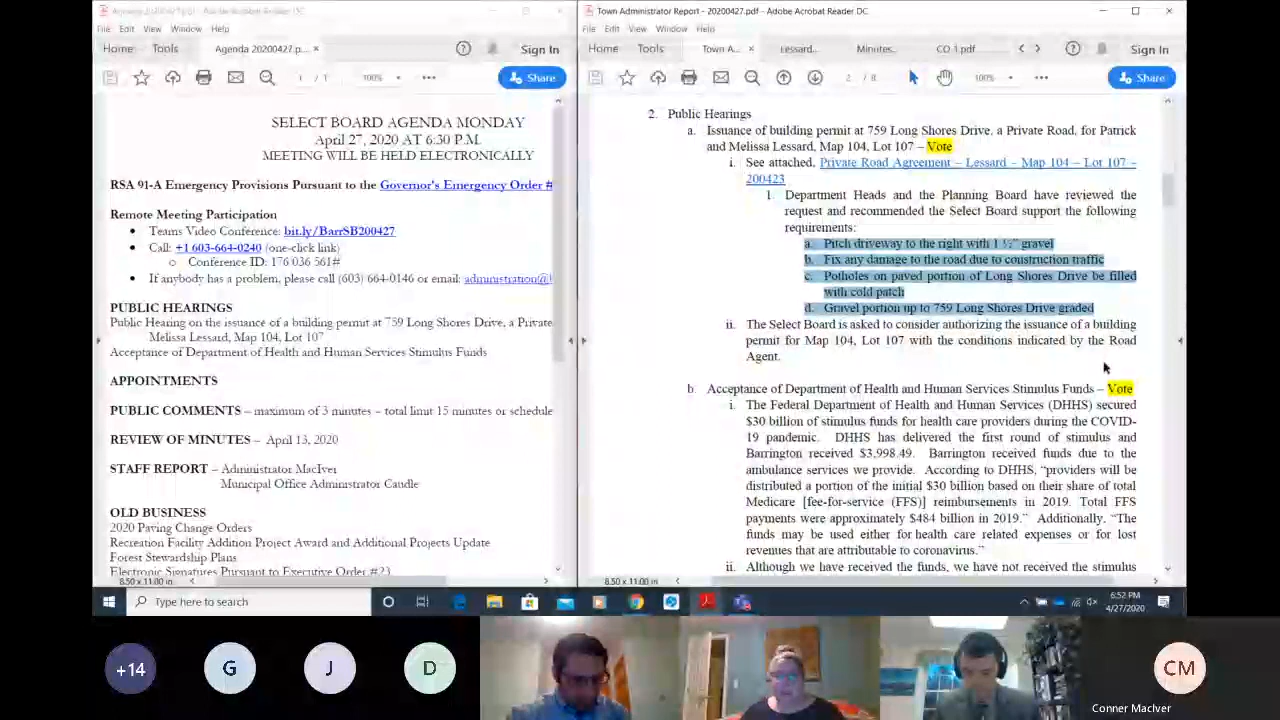 Agenda 20200427.pdf - Adobe Acrobat Reader DC
File Edit View Window Help
Home Tools Agenda 20200427.p... × Sign In
1 / 1 100% Share
SELECT BOARD AGENDA MONDAY
April 27, 2020 AT 6:30 P.M.
MEETING WILL BE HELD ELECTRONICALLY
RSA 91-A Emergency Provisions Pursuant to the Governor's Emergency Order #
Remote Meeting Participation
• Teams Video Conference: bit.ly/BarrSB200427
• Call: +1 603-664-0240 (one-click link)
o Conference ID: 176 036 561#
• If anybody has a problem, please call (603) 664-0146 or email: administration@
PUBLIC HEARINGS
Public Hearing on the issuance of a building permit at 759 Long Shores Drive, a Private
Melissa Lessard, Map 104, Lot 107
Acceptance of Department of Health and Human Services Stimulus Funds
APPOINTMENTS
PUBLIC COMMENTS – maximum of 3 minutes – total limit 15 minutes or schedule
REVIEW OF MINUTES – April 13, 2020
STAFF REPORT – Administrator MacIver
Municipal Office Administrator Caudle
OLD BUSINESS
2020 Paving Change Orders
Recreation Facility Addition Project Award and Additional Projects Update
Forest Stewardship Plans
Electronic Signatures Pursuant to Executive Order #23
8.50 x 11.00 in
Town Administrator Report - 20200427.pdf - Adobe Acrobat Reader DC
File Edit View Window Help
Home Tools Town A... × Lessard... Minutes... CO 1.pdf Sign In
2 / 8 100% Share
2. Public Hearings
a. Issuance of building permit at 759 Long Shores Drive, a Private Road, for Patrick
and Melissa Lessard, Map 104, Lot 107 – Vote
i. See attached, Private Road Agreement – Lessard – Map 104 – Lot 107 –
200423
1. Department Heads and the Planning Board have reviewed the
request and recommended the Select Board support the following
requirements:
a. Pitch driveway to the right with 1 ½" gravel
b. Fix any damage to the road due to construction traffic
c. Potholes on paved portion of Long Shores Drive be filled
with cold patch
d. Gravel portion up to 759 Long Shores Drive graded
ii. The Select Board is asked to consider authorizing the issuance of a building
permit for Map 104, Lot 107 with the conditions indicated by the Road
Agent.
b. Acceptance of Department of Health and Human Services Stimulus Funds – Vote
i. The Federal Department of Health and Human Services (DHHS) secured
$30 billion of stimulus funds for health care providers during the COVID-
19 pandemic. DHHS has delivered the first round of stimulus and
Barrington received $3,998.49. Barrington received funds due to the
ambulance services we provide. According to DHHS, "providers will be
distributed a portion of the initial $30 billion based on their share of total
Medicare [fee-for-service (FFS)] reimbursements in 2019. Total FFS
payments were approximately $484 billion in 2019." Additionally, "The
funds may be used either for health care related expenses or for lost
revenues that are attributable to coronavirus."
ii. Although we have received the funds, we have not received the stimulus
8.50 x 11.00 in
Type here to search
6:52 PM
4/27/2020
+14 G J D CM
Conner MacIver